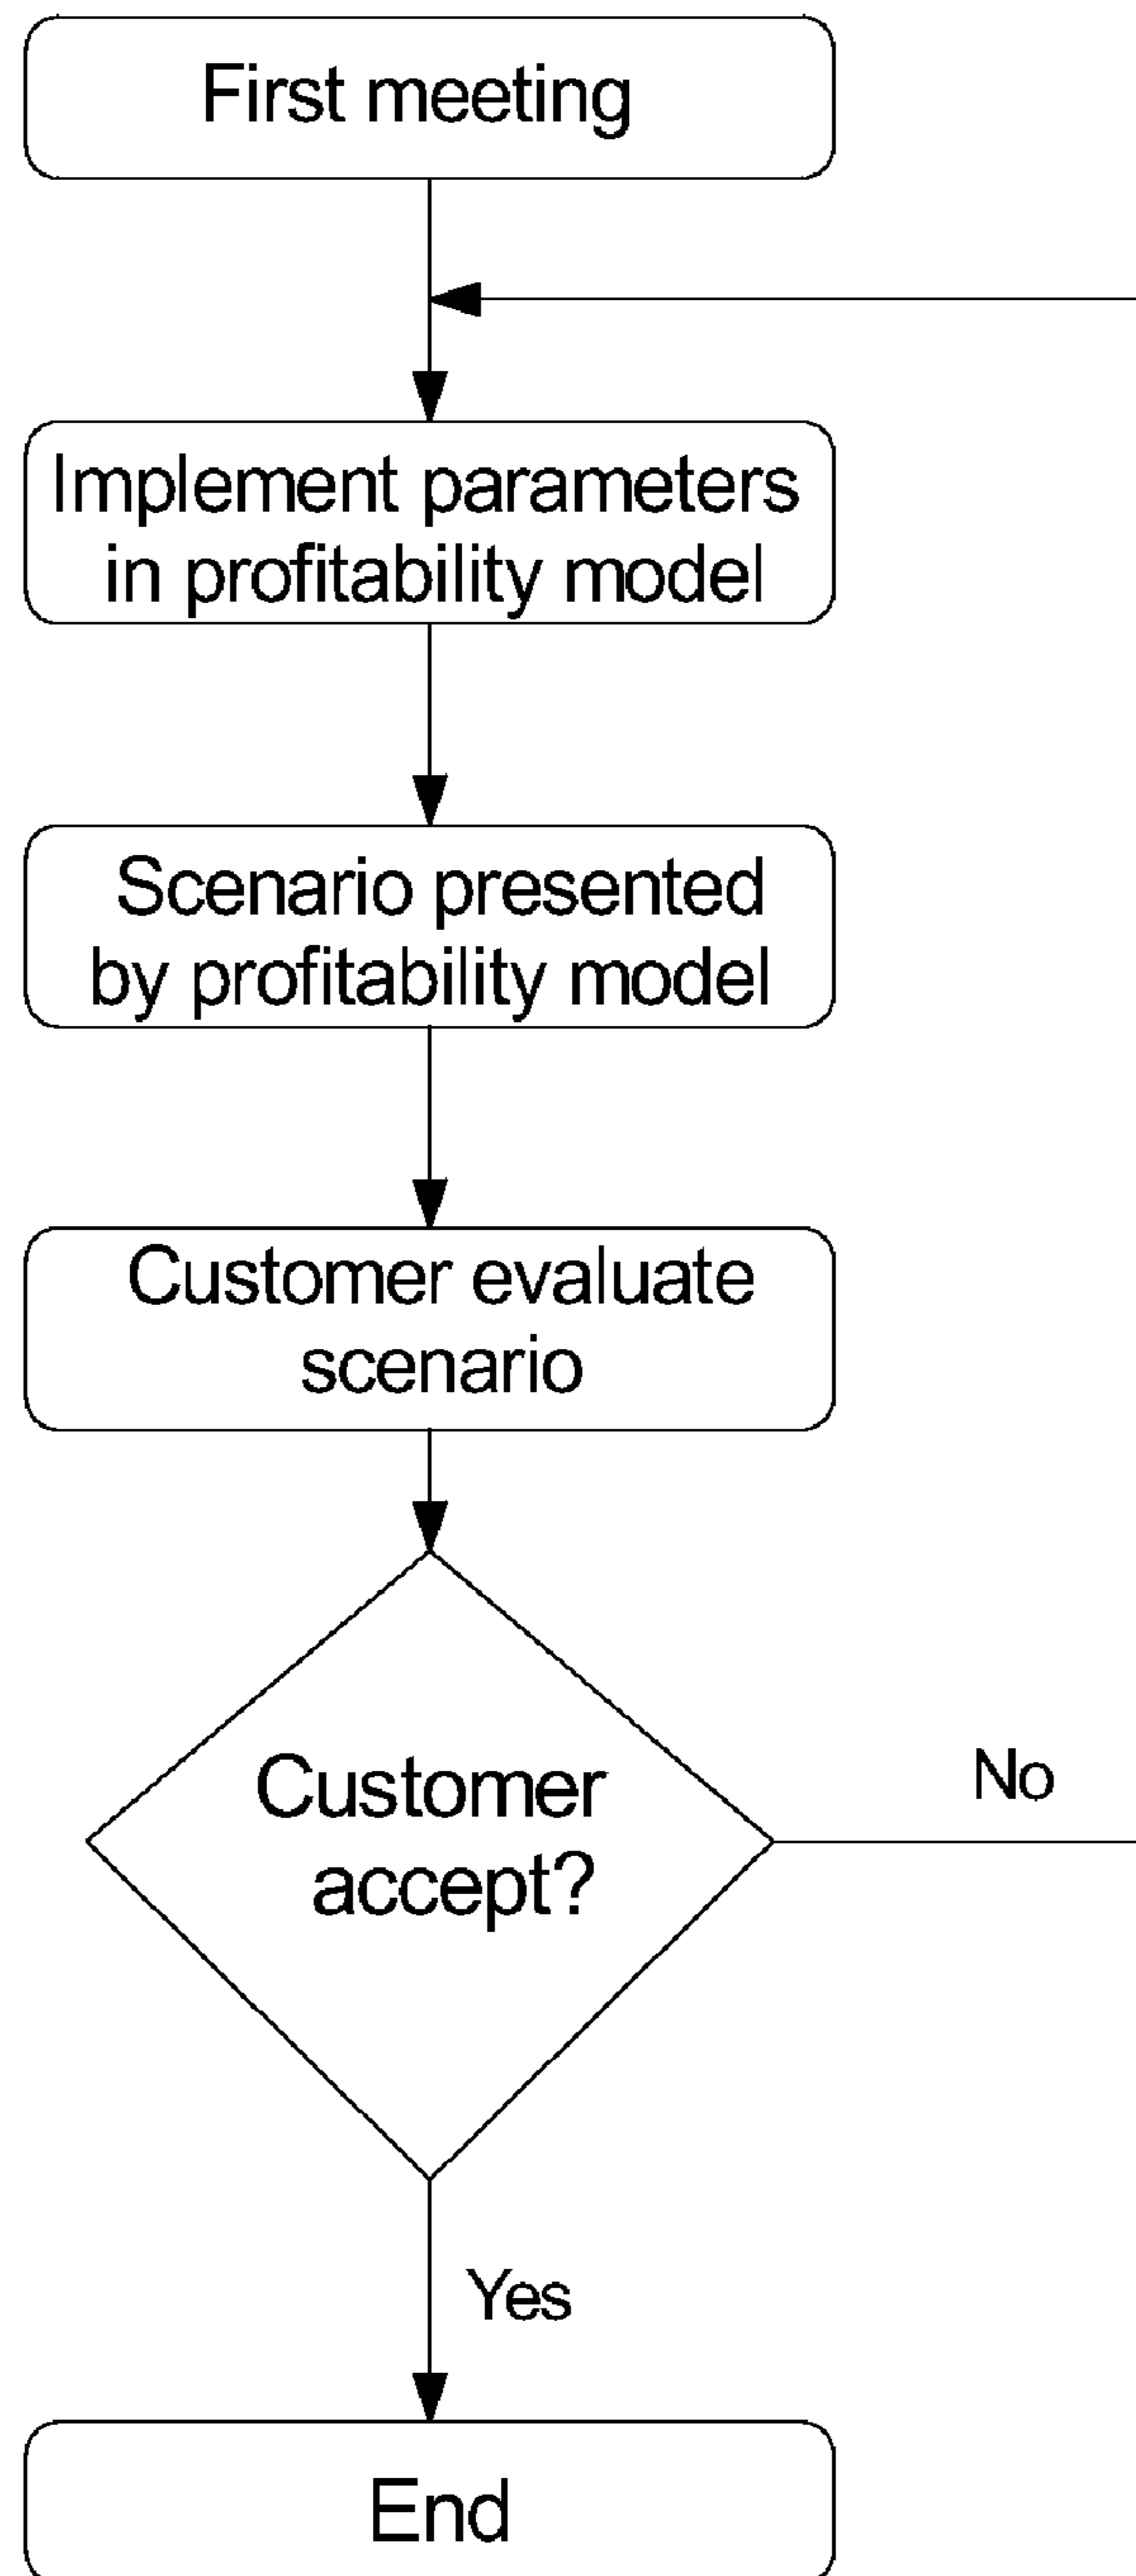 First meeting
Implement parameters
in profitability model
Scenario presented
by profitability model
Customer evaluate
scenario
Customer
accept?
No
Yes
End